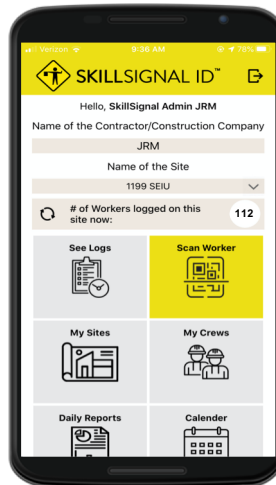 Verizon 9:36 AM 78%
SKILLSIGNAL ID™
Hello, SkillSignal Admin JRM
Name of the Contractor/Construction Company
JRM
Name of the Site
1199 SEIU
# of Workers logged on this
site now:
112
See Logs Scan Worker
My Sites My Crews
Daily Reports Calender